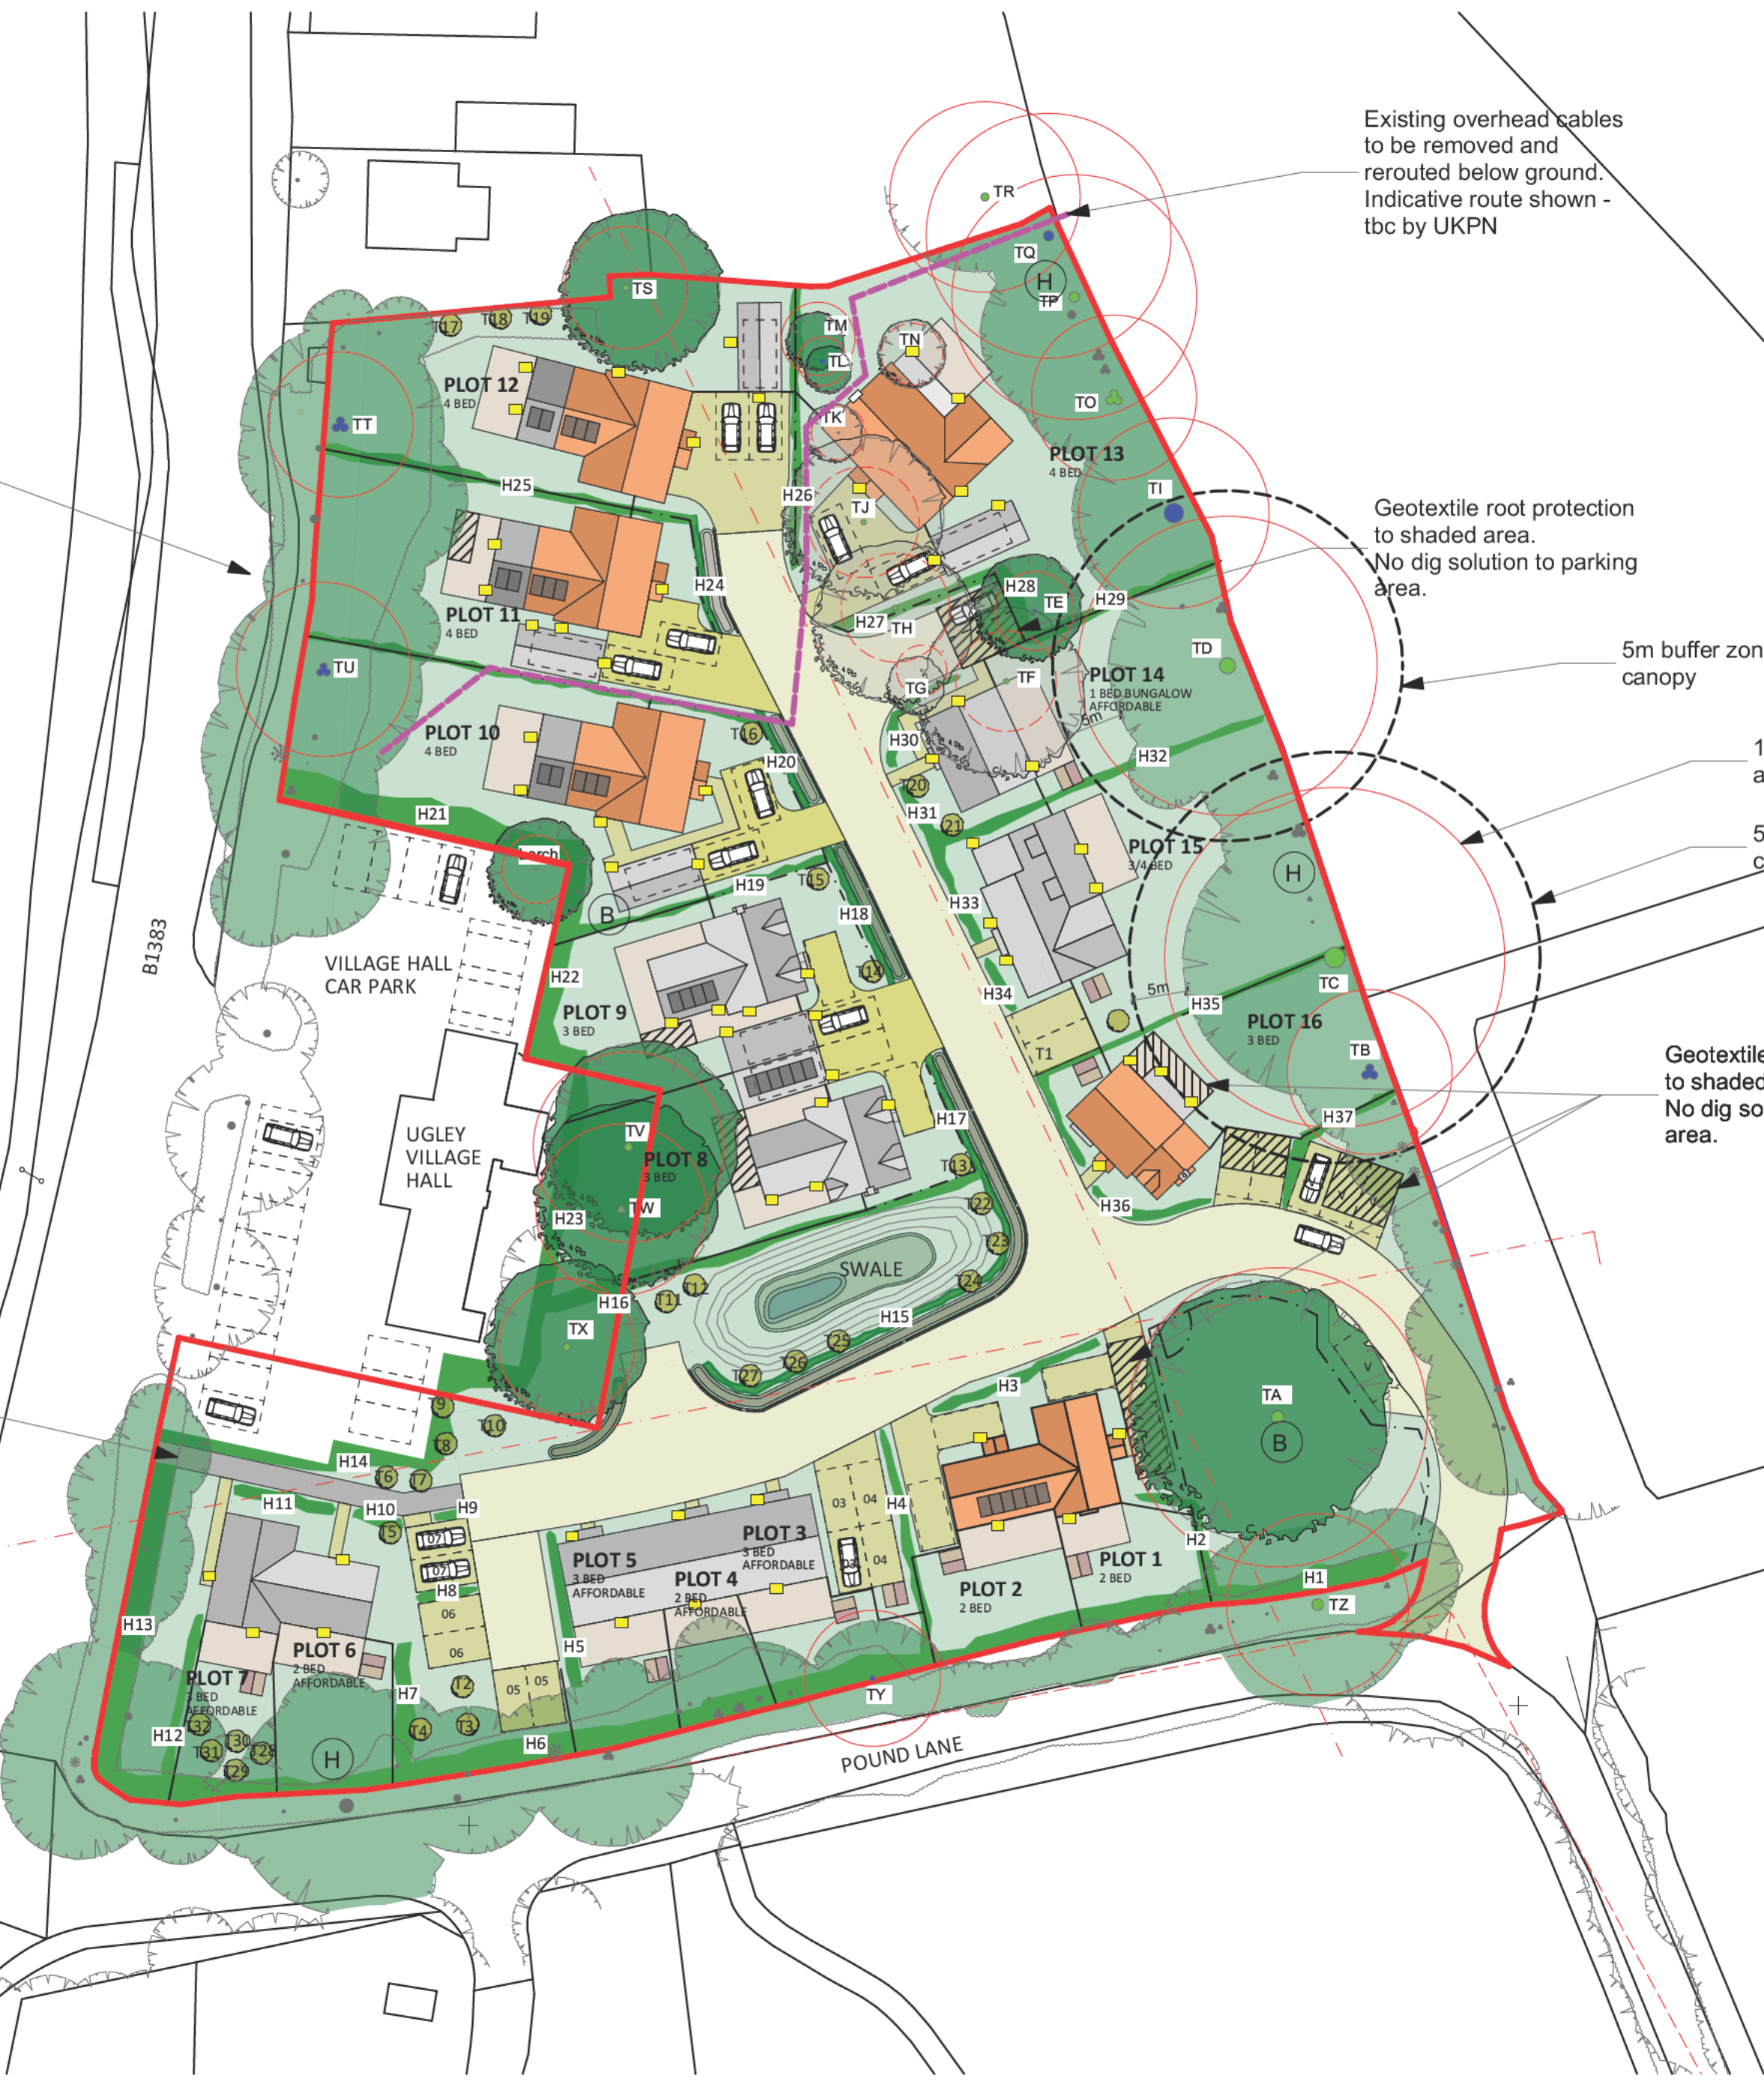 Existing overhead cables
to be removed and
rerouted below ground.
Indicative route shown -
tbc by UKPN
TR
TQ
H
TP
TS
TM
TL
TN
T17
T18
T19
PLOT 12
4 BED
TO
TT
TK
PLOT 13
4 BED
H25
H26
TI
TJ
Geotextile root protection
to shaded area.
No dig solution to parking
area.
H24
H28
TE
H29
PLOT 11
4 BED
H27
TH
TD
5m buffer zon
canopy
TU
TG
TF
PLOT 14
1 BED BUNGALOW
AFFORDABLE
5m
PLOT 10
4 BED
T16
H30
H20
H32
1
a
T20
H21
H31
21
PLOT 15
3/4 BED
5
c
Larch
H19
T15
H
B
H18
H33
B1383
VILLAGE HALL
CAR PARK
H22
T14
TC
5m
H34
H35
PLOT 9
3 BED
PLOT 16
3 BED
T1
TB
Geotextile
to shaded
No dig so
area.
UGLEY
VILLAGE
HALL
TV
H17
H37
PLOT 8
3 BED
T13
TW
H23
T22
H36
T23
SWALE
T24
T12
T11
H16
H15
TX
T25
T26
T27
H3
TA
T9
T10
B
T8
H14
T6
T7
H11
H10
H9
03
04
H4
T5
07
PLOT 3
3 BED
AFFORDABLE
H2
07
PLOT 5
3 BED
AFFORDABLE
03
04
PLOT 1
2 BED
H8
PLOT 4
2 BED
AFFORDABLE
PLOT 2
2 BED
H1
06
TZ
H13
H5
06
PLOT 6
2 BED
AFFORDABLE
PLOT 7
3 BED
AFFORDABLE
T2
05
05
H7
TY
T32
T4
T3
H12
T30
T31
T28
H6
H
T29
POUND LANE